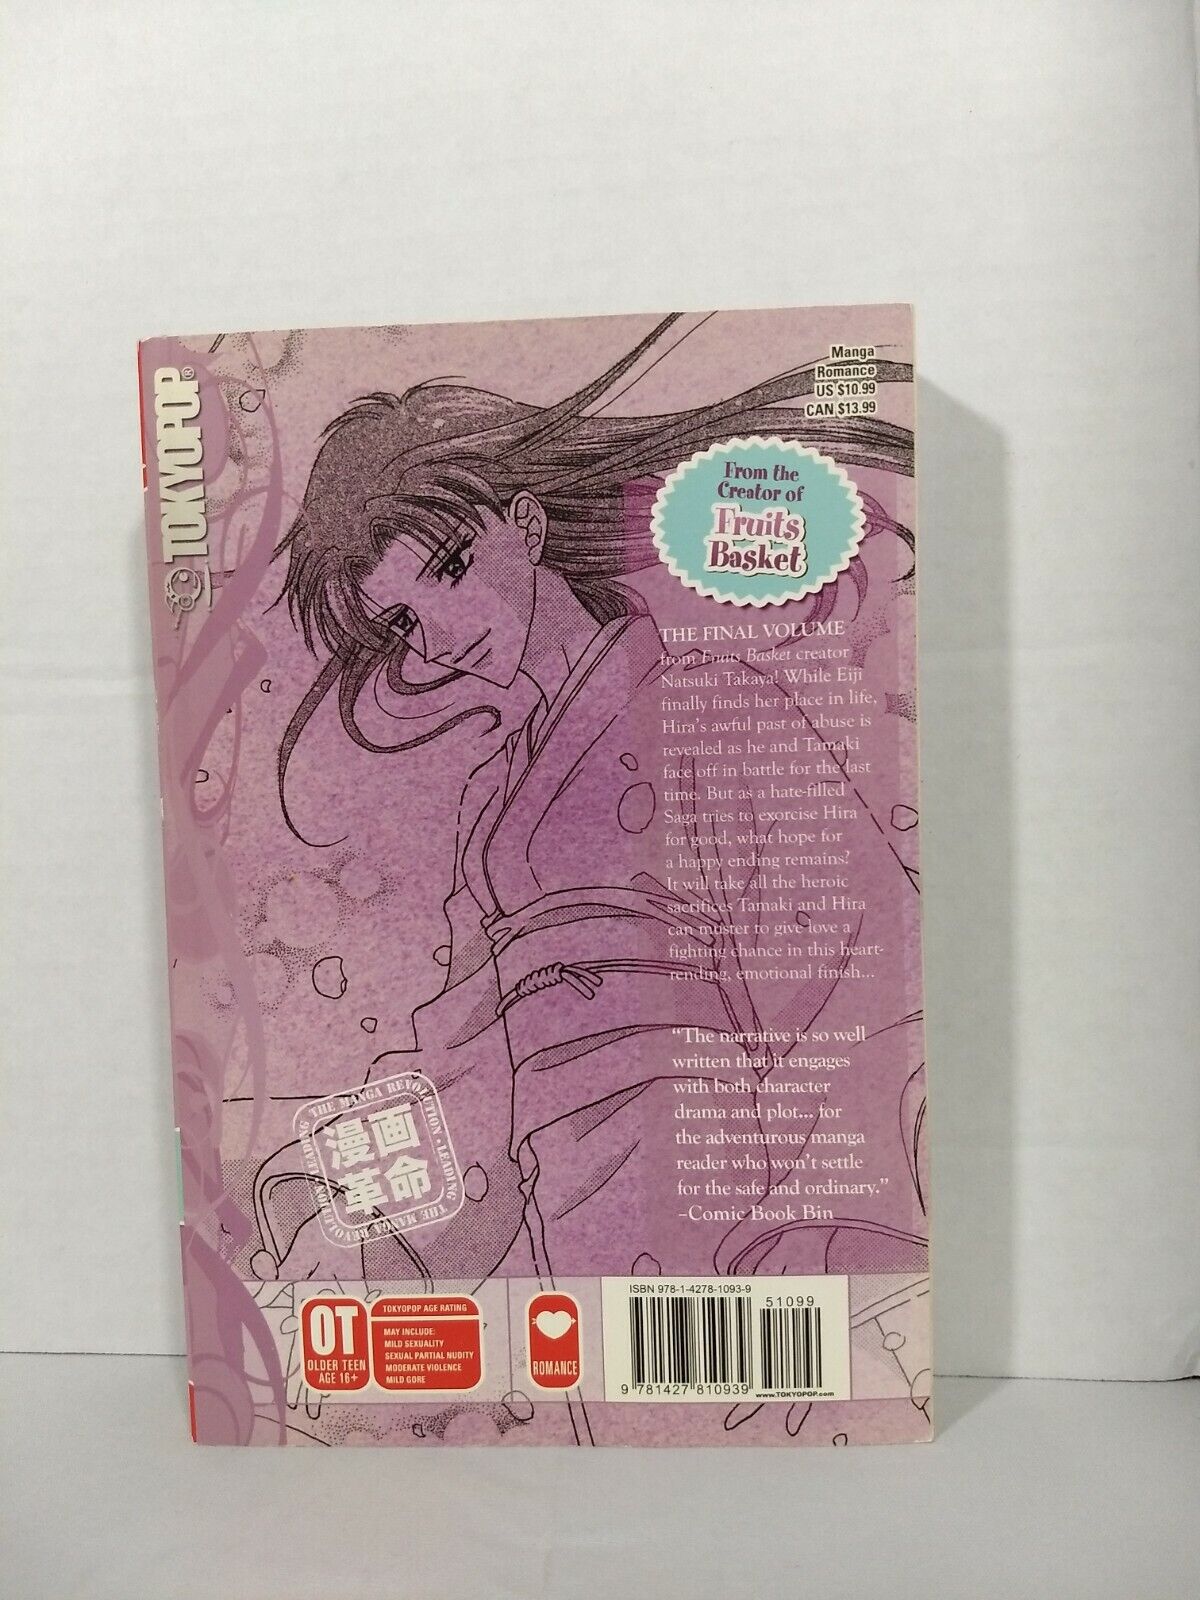 TOKYOPOP®
Manga
Romance
US $10.99
CAN $13.99
From the
Creator of
Fruits
Basket
THE FINAL VOLUME
from Fruits Basket creator
Natsuki Takaya! While Eiji
finally finds her place in life,
Hira's awful past of abuse is
revealed as he and Tamaki
face off in battle for the last
time. But as a hate-filled
Saga tries to exorcise Hira
for good, what hope for
a happy ending remains?
It will take all the heroic
sacrifices Tamaki and Hira
can muster to give love a
fighting chance in this heart-
rending, emotional finish...
"The narrative is so well
written that it engages
with both character
drama and plot... for
the adventurous manga
reader who won't settle
for the safe and ordinary."
–Comic Book Bin
LEADING THE MANGA REVOLUTION • LEADING THE MANGA REVOLUTION •
漫画
革命
OT
OLDER TEEN
AGE 16+
TOKYOPOP AGE RATING
MAY INCLUDE:
MILD SEXUALITY
SEXUAL PARTIAL NUDITY
MODERATE VIOLENCE
MILD GORE
ROMANCE
ISBN 978-1-4278-1093-9
51099
9 781427 810939
www.TOKYOPOP.com